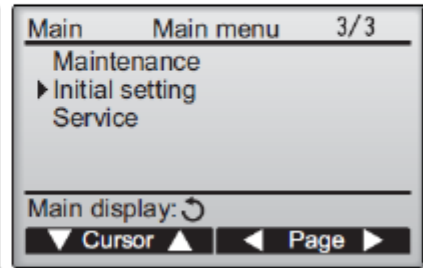 Main Main menu 3/3
Maintenance
▶Initial setting
Service
Main display:↺
▼ Cursor ▲ ◀ Page ▶